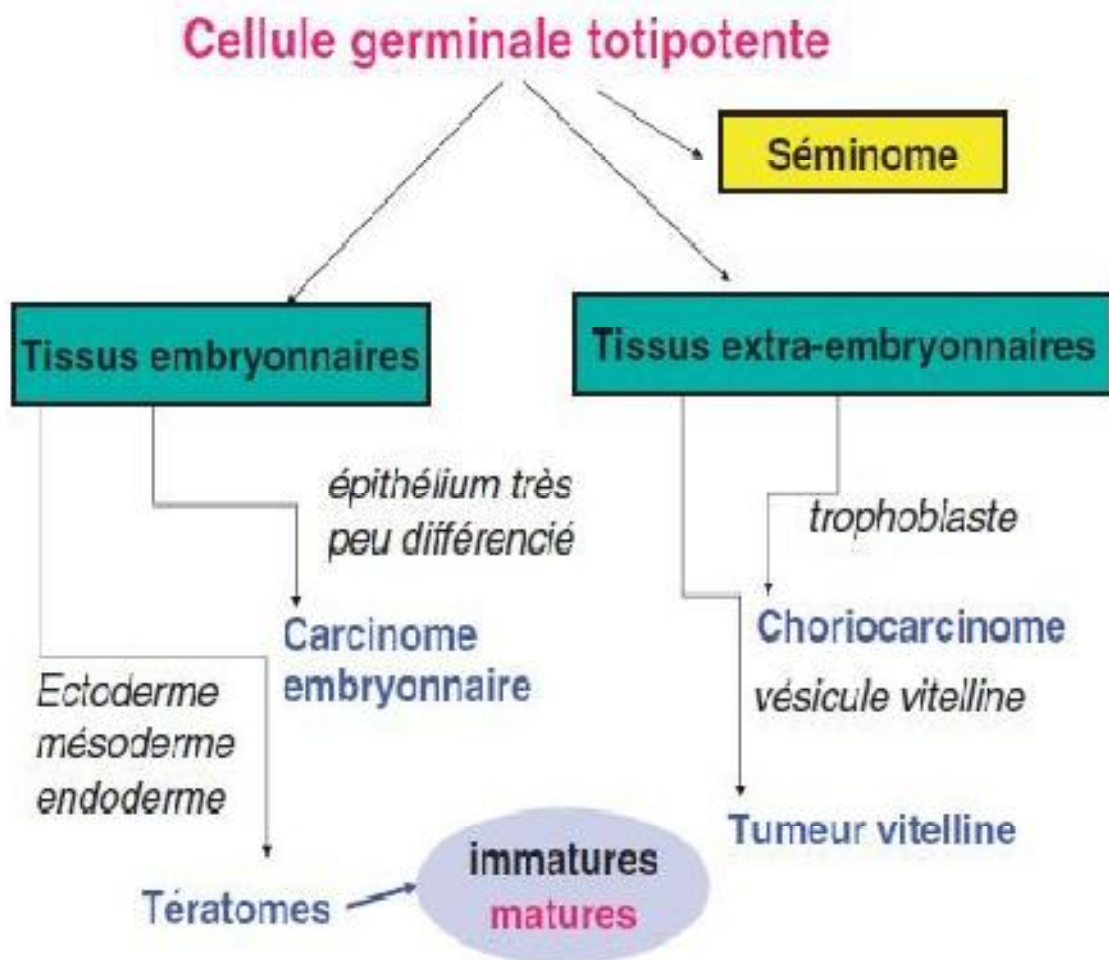 Cellule germinale totipotente
Séminome
Tissus embryonnaires
Tissus extra-embryonnaires
épithélium très
peu différencié
trophoblaste
Carcinome
embryonnaire
Choriocarcinome
Ectoderme
mésoderme
endoderme
vésicule vitelline
Tumeur vitelline
Tératomes
immatures
matures